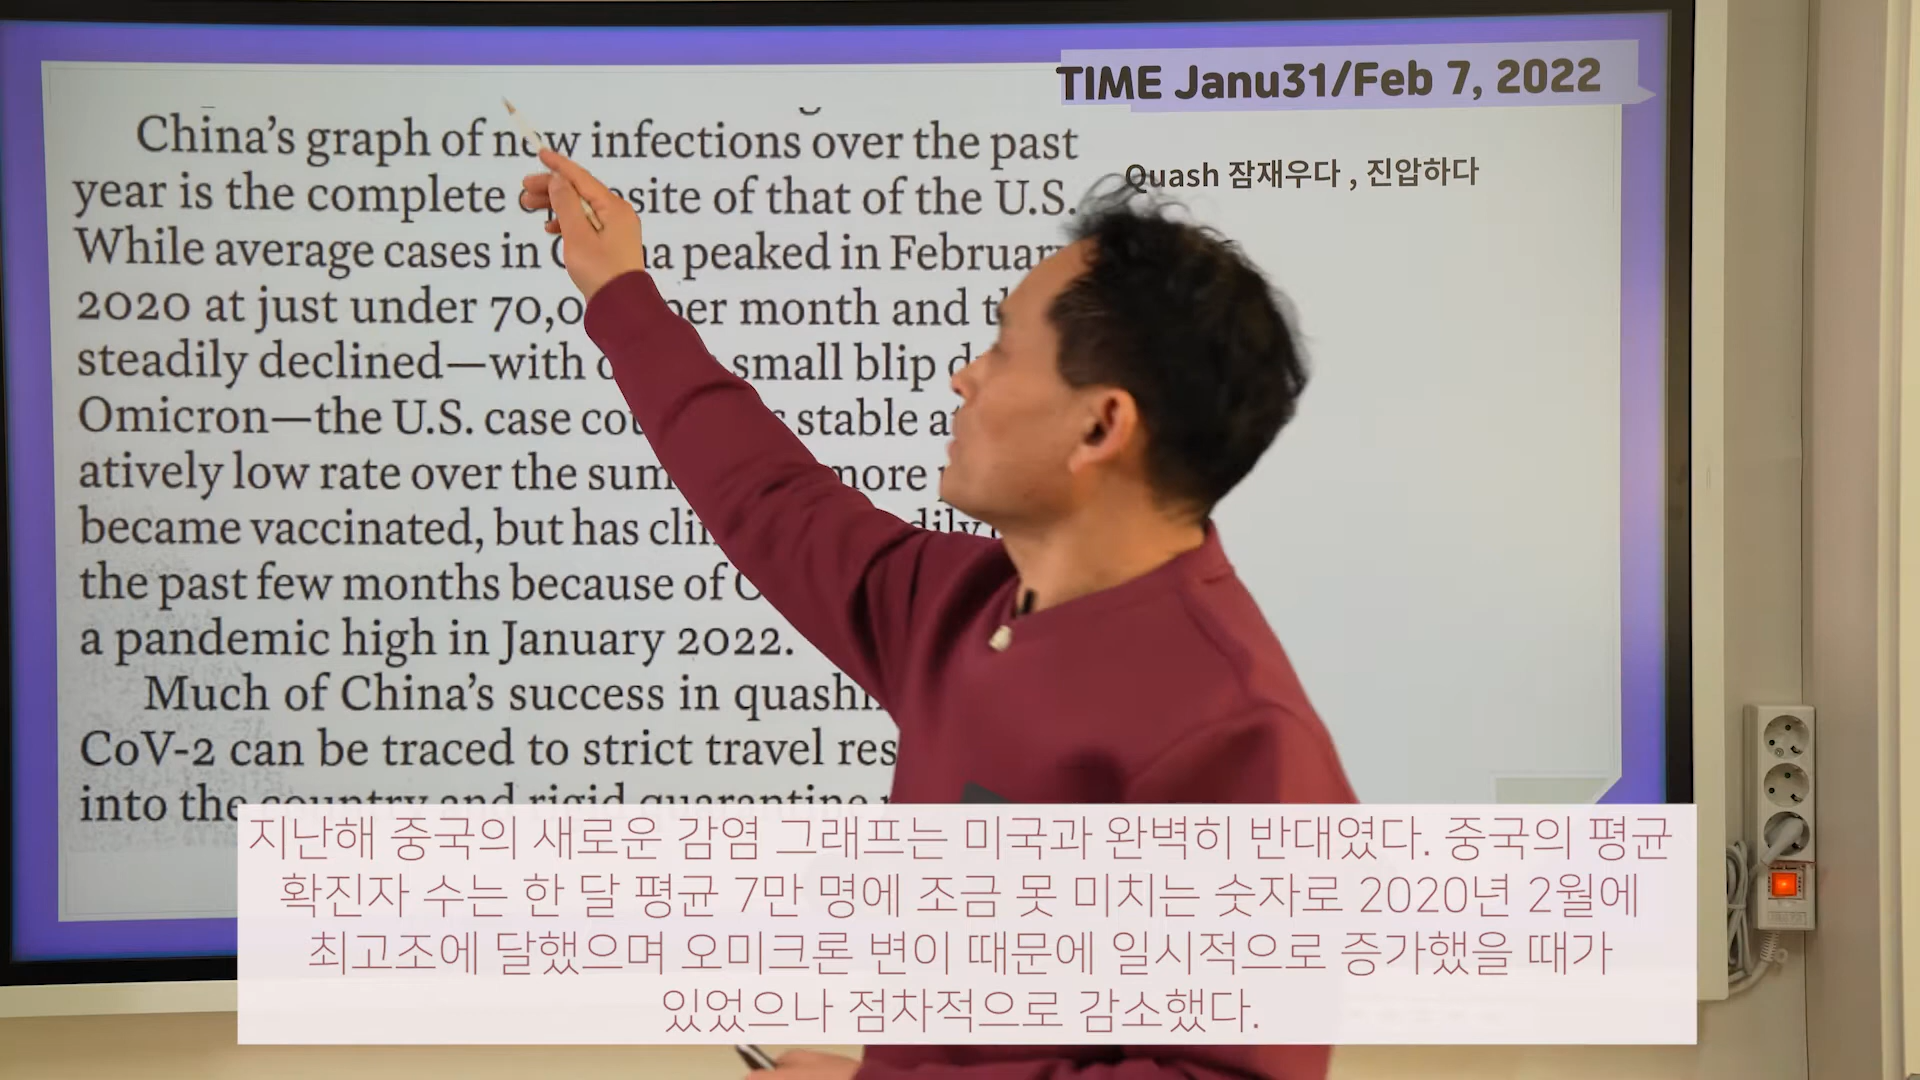 TIME Janu31/Feb 7, 2022
Quash 잠재우다 , 진압하다
China's graph of new infections over the past
year is the complete site of that of the U.S.
While average cases in peaked in
2020 at just under per month and
steadily declined—with small blip
Omicron—the U.S. case stable
atively low rate over the more
became vaccinated, but has
the past few months because of
a pandemic high in January 2022.
Much of China's success in
CoV-2 can be traced to strict travel
into the country and rigid quarantine
지난해 중국의 새로운 감염 그래프는 미국과 완벽히 반대였다. 중국의 평균
확진자 수는 한 달 평균 7만 명에 조금 못 미치는 숫자로 2020년 2월에
최고조에 달했으며 오미크론 변이 때문에 일시적으로 증가했을 때가
있었으나 점차적으로 감소했다.